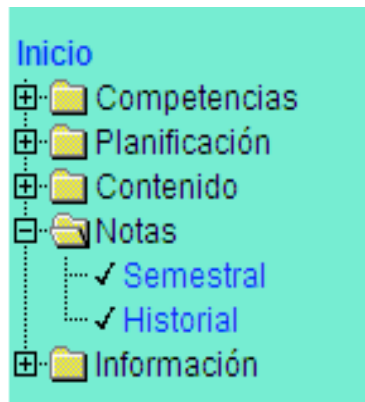 Inicio
Competencias
Planificación
Contenido
Notas
Semestral
Historial
Información